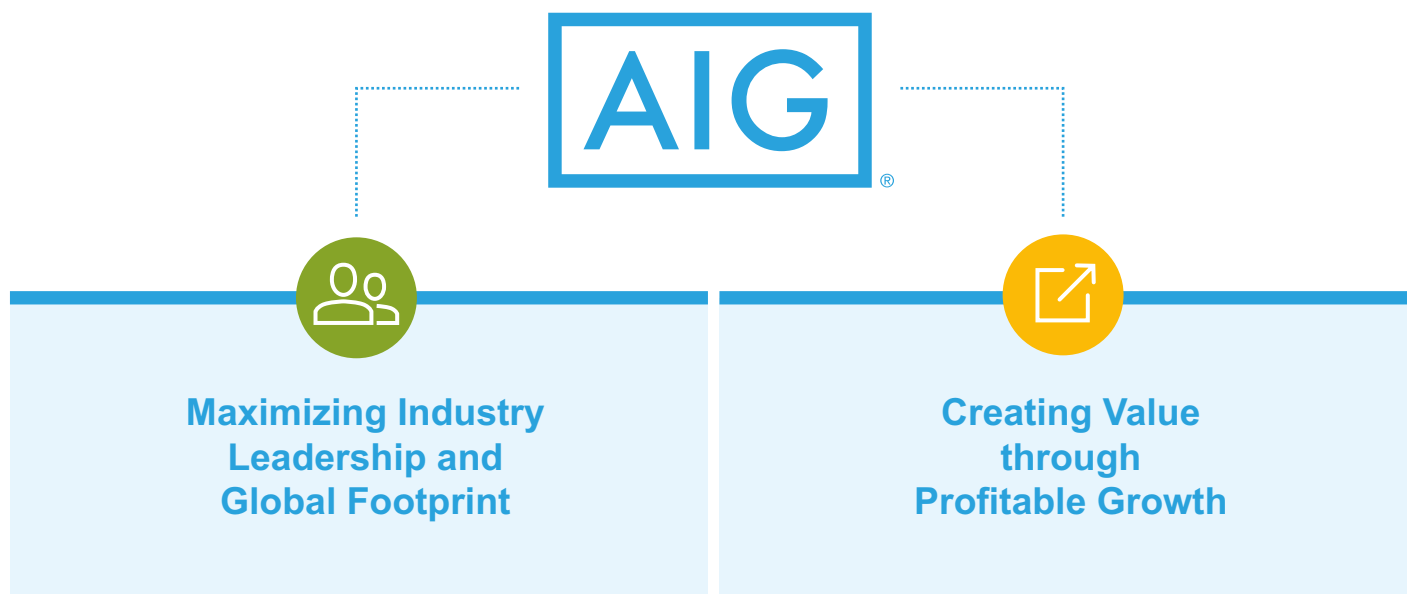 AIG
®
Maximizing Industry
Leadership and
Global Footprint
Creating Value
through
Profitable Growth